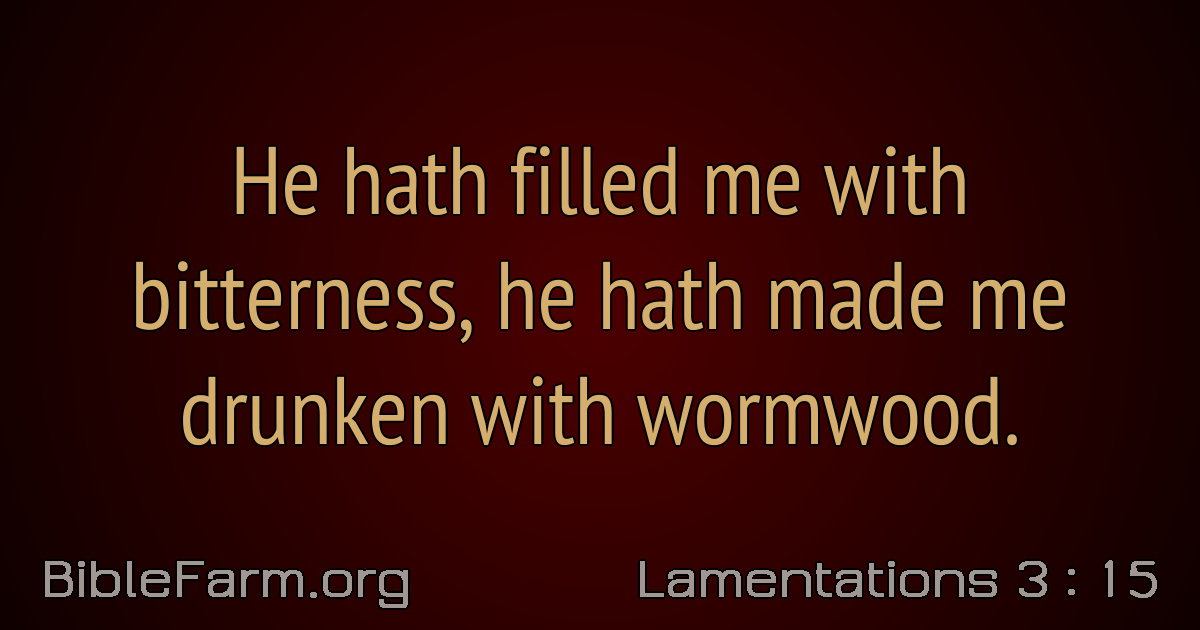 He hath filled me with
bitterness, he hath made me
drunken with wormwood.
BibleFarm.org
Lamentations 3 : 15